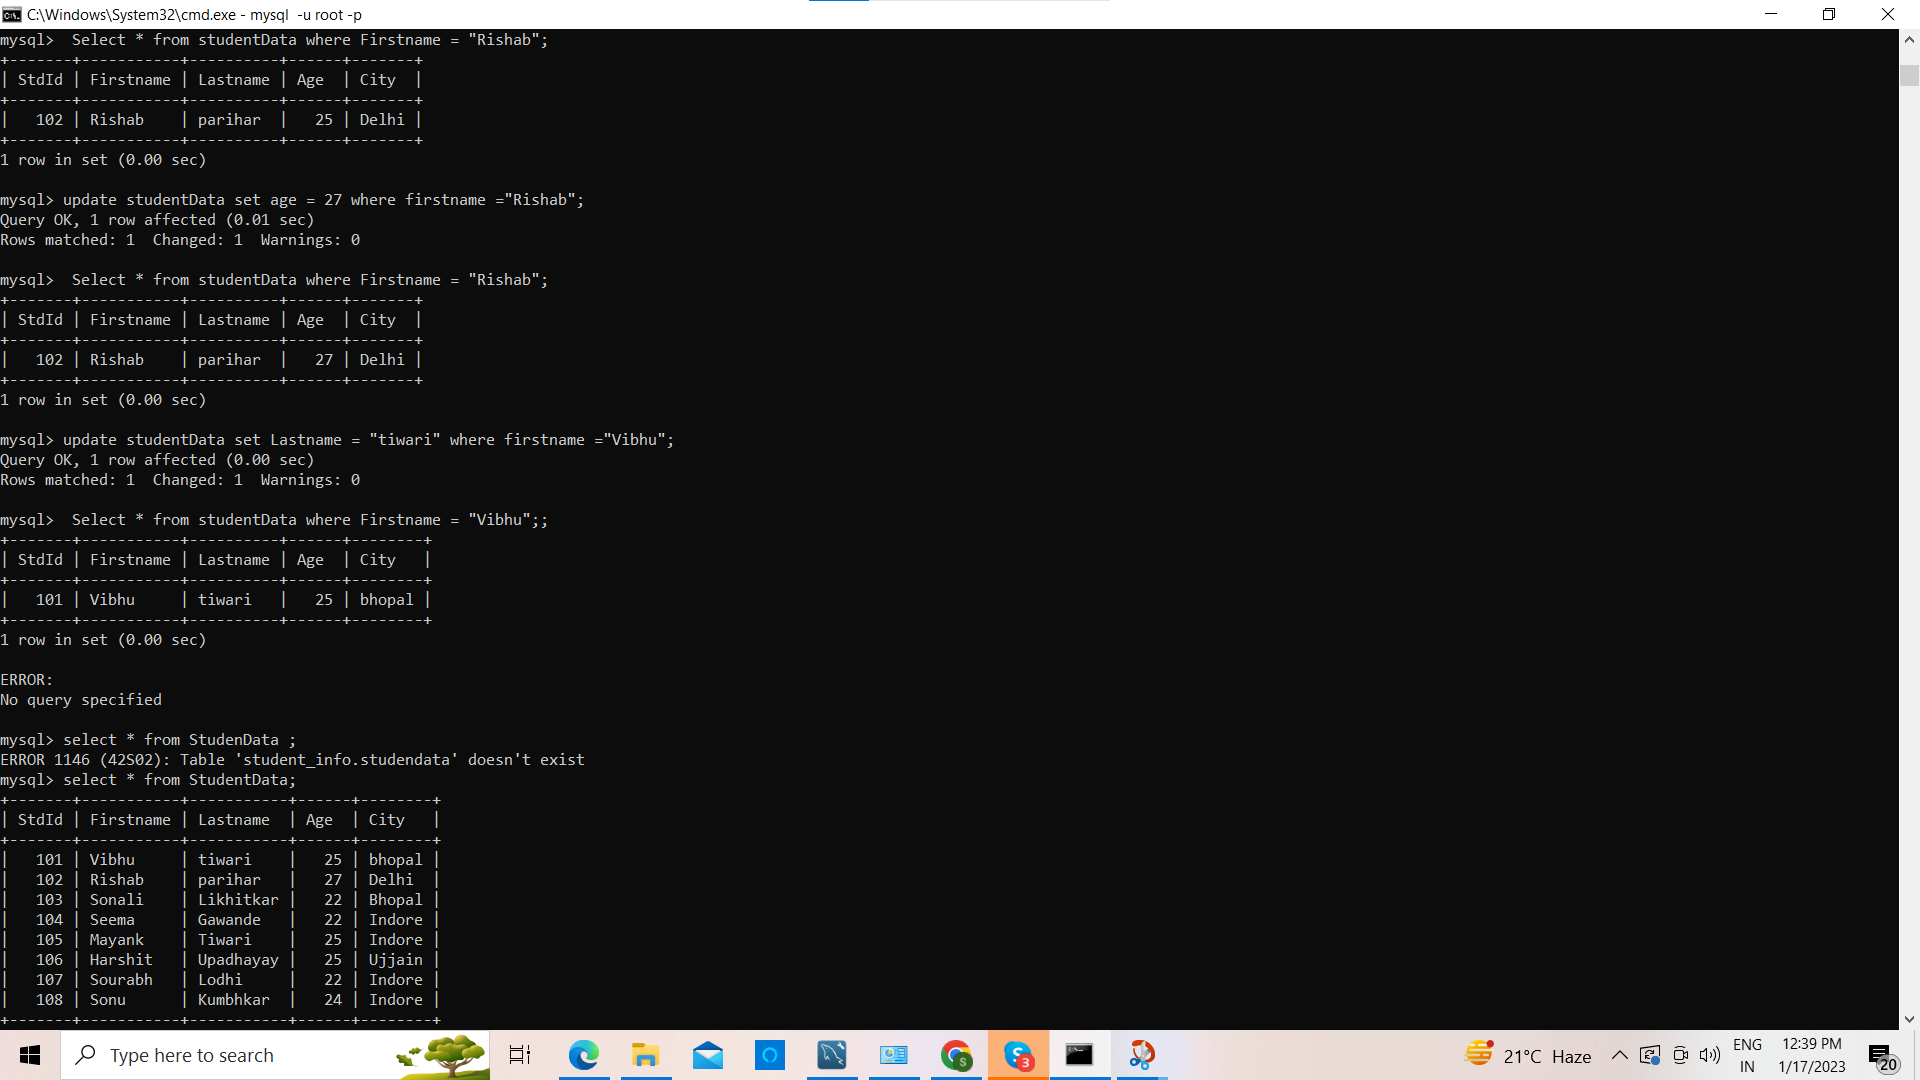 C:\Windows\System32\cmd.exe - mysql  -u root -p
mysql>  Select * from studentData where Firstname = "Rishab";
+-------+-----------+----------+------+-------+
| StdId | Firstname | Lastname | Age  | City  |
+-------+-----------+----------+------+-------+
|   102 | Rishab    | parihar  |   25 | Delhi |
+-------+-----------+----------+------+-------+
1 row in set (0.00 sec)
mysql> update studentData set age = 27 where firstname ="Rishab";
Query OK, 1 row affected (0.01 sec)
Rows matched: 1  Changed: 1  Warnings: 0
mysql>  Select * from studentData where Firstname = "Rishab";
+-------+-----------+----------+------+-------+
| StdId | Firstname | Lastname | Age  | City  |
+-------+-----------+----------+------+-------+
|   102 | Rishab    | parihar  |   27 | Delhi |
+-------+-----------+----------+------+-------+
1 row in set (0.00 sec)
mysql> update studentData set Lastname = "tiwari" where firstname ="Vibhu";
Query OK, 1 row affected (0.00 sec)
Rows matched: 1  Changed: 1  Warnings: 0
mysql>  Select * from studentData where Firstname = "Vibhu";;
+-------+-----------+----------+------+--------+
| StdId | Firstname | Lastname | Age  | City   |
+-------+-----------+----------+------+--------+
|   101 | Vibhu     | tiwari   |   25 | bhopal |
+-------+-----------+----------+------+--------+
1 row in set (0.00 sec)
ERROR:
No query specified
mysql> select * from StudenData ;
ERROR 1146 (42S02): Table 'student_info.studendata' doesn't exist
mysql> select * from StudentData;
+-------+-----------+-----------+------+--------+
| StdId | Firstname | Lastname  | Age  | City   |
+-------+-----------+-----------+------+--------+
|   101 | Vibhu     | tiwari    |   25 | bhopal |
|   102 | Rishab    | parihar   |   27 | Delhi  |
|   103 | Sonali    | Likhitkar |   22 | Bhopal |
|   104 | Seema     | Gawande   |   22 | Indore |
|   105 | Mayank    | Tiwari    |   25 | Indore |
|   106 | Harshit   | Upadhayay |   25 | Ujjain |
|   107 | Sourabh   | Lodhi     |   22 | Indore |
|   108 | Sonu      | Kumbhkar  |   24 | Indore |
+-------+-----------+-----------+------+--------+
Type here to search
S
3
21°C  Haze
ENG
IN
12:39 PM
1/17/2023
20